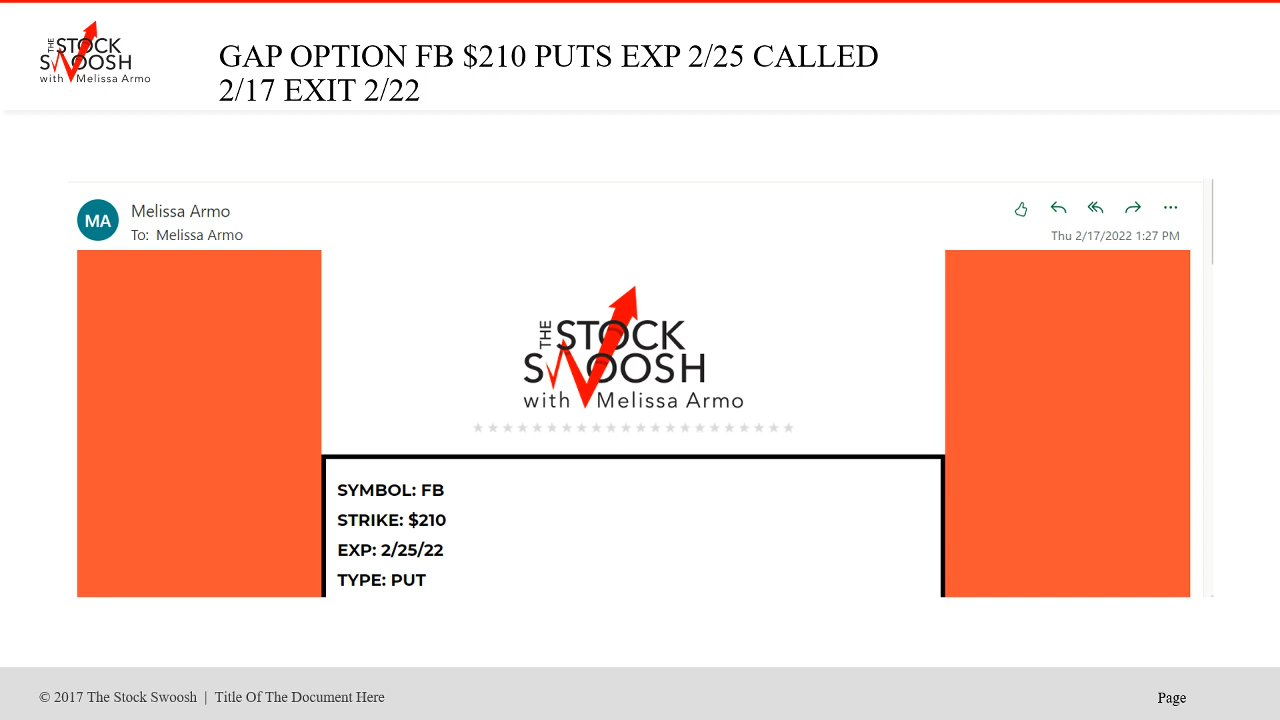 THE
STOCK
SWOOSH
with Melissa Armo
GAP OPTION FB $210 PUTS EXP 2/25 CALLED
2/17 EXIT 2/22
MA
Melissa Armo
To: Melissa Armo
Thu 2/17/2022 1:27 PM
THE
STOCK
SWOOSH
with Melissa Armo
SYMBOL: FB
STRIKE: $210
EXP: 2/25/22
TYPE: PUT
© 2017 The Stock Swoosh | Title Of The Document Here
Page